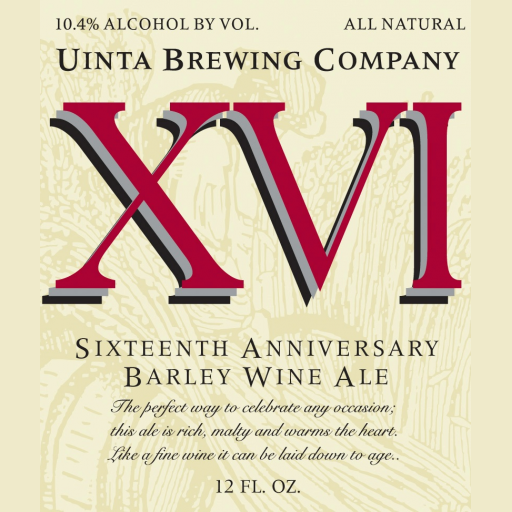 10.4% ALCOHOL BY VOL. ALL NATURAL
UINTA BREWING COMPANY
XVI
SIXTEENTH ANNIVERSARY
BARLEY WINE ALE
The perfect way to celebrate any occasion;
this ale is rich, malty and warms the heart.
Like a fine wine it can be laid down to age..
12 FL. OZ.